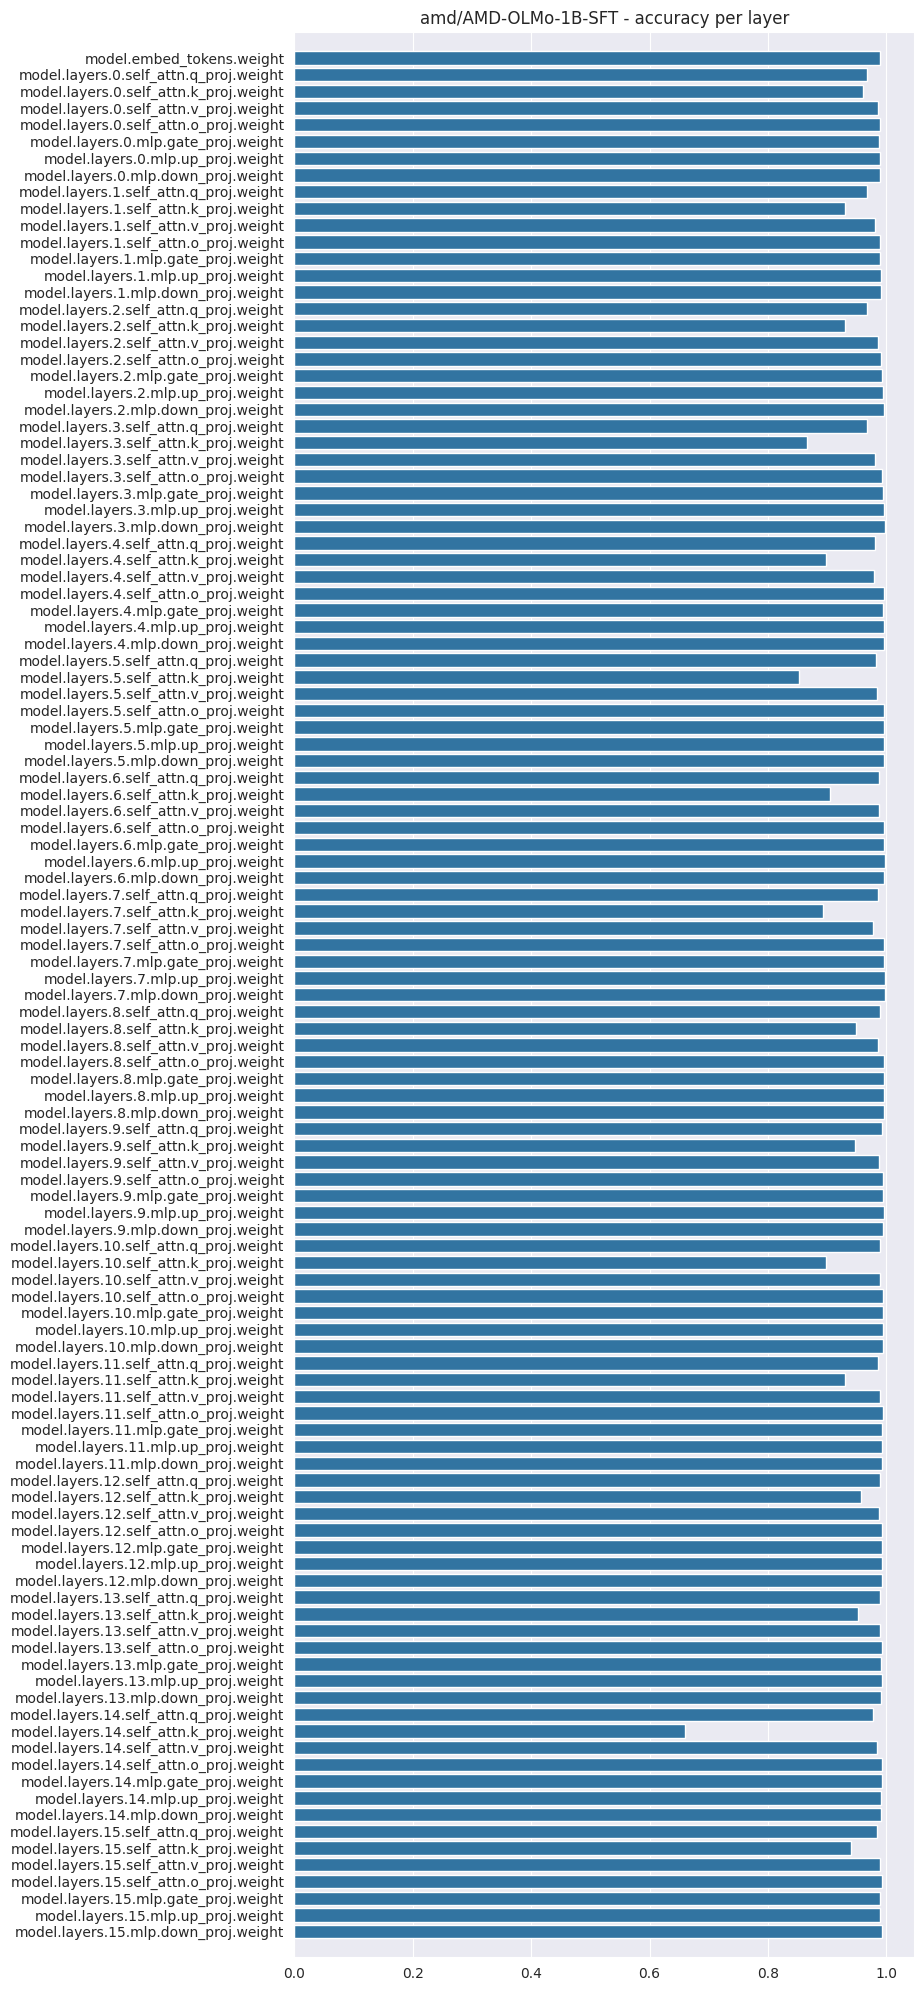 amd/AMD-OLMo-1B-SFT - accuracy per layer
model.embed_tokens.weight
model.layers.0.self_attn.q_proj.weight
model.layers.0.self_attn.k_proj.weight
model.layers.0.self_attn.v_proj.weight
model.layers.0.self_attn.o_proj.weight
model.layers.0.mlp.gate_proj.weight
model.layers.0.mlp.up_proj.weight
model.layers.0.mlp.down_proj.weight
model.layers.1.self_attn.q_proj.weight
model.layers.1.self_attn.k_proj.weight
model.layers.1.self_attn.v_proj.weight
model.layers.1.self_attn.o_proj.weight
model.layers.1.mlp.gate_proj.weight
model.layers.1.mlp.up_proj.weight
model.layers.1.mlp.down_proj.weight
model.layers.2.self_attn.q_proj.weight
model.layers.2.self_attn.k_proj.weight
model.layers.2.self_attn.v_proj.weight
model.layers.2.self_attn.o_proj.weight
model.layers.2.mlp.gate_proj.weight
model.layers.2.mlp.up_proj.weight
model.layers.2.mlp.down_proj.weight
model.layers.3.self_attn.q_proj.weight
model.layers.3.self_attn.k_proj.weight
model.layers.3.self_attn.v_proj.weight
model.layers.3.self_attn.o_proj.weight
model.layers.3.mlp.gate_proj.weight
model.layers.3.mlp.up_proj.weight
model.layers.3.mlp.down_proj.weight
model.layers.4.self_attn.q_proj.weight
model.layers.4.self_attn.k_proj.weight
model.layers.4.self_attn.v_proj.weight
model.layers.4.self_attn.o_proj.weight
model.layers.4.mlp.gate_proj.weight
model.layers.4.mlp.up_proj.weight
model.layers.4.mlp.down_proj.weight
model.layers.5.self_attn.q_proj.weight
model.layers.5.self_attn.k_proj.weight
model.layers.5.self_attn.v_proj.weight
model.layers.5.self_attn.o_proj.weight
model.layers.5.mlp.gate_proj.weight
model.layers.5.mlp.up_proj.weight
model.layers.5.mlp.down_proj.weight
model.layers.6.self_attn.q_proj.weight
model.layers.6.self_attn.k_proj.weight
model.layers.6.self_attn.v_proj.weight
model.layers.6.self_attn.o_proj.weight
model.layers.6.mlp.gate_proj.weight
model.layers.6.mlp.up_proj.weight
model.layers.6.mlp.down_proj.weight
model.layers.7.self_attn.q_proj.weight
model.layers.7.self_attn.k_proj.weight
model.layers.7.self_attn.v_proj.weight
model.layers.7.self_attn.o_proj.weight
model.layers.7.mlp.gate_proj.weight
model.layers.7.mlp.up_proj.weight
model.layers.7.mlp.down_proj.weight
model.layers.8.self_attn.q_proj.weight
model.layers.8.self_attn.k_proj.weight
model.layers.8.self_attn.v_proj.weight
model.layers.8.self_attn.o_proj.weight
model.layers.8.mlp.gate_proj.weight
model.layers.8.mlp.up_proj.weight
model.layers.8.mlp.down_proj.weight
model.layers.9.self_attn.q_proj.weight
model.layers.9.self_attn.k_proj.weight
model.layers.9.self_attn.v_proj.weight
model.layers.9.self_attn.o_proj.weight
model.layers.9.mlp.gate_proj.weight
model.layers.9.mlp.up_proj.weight
model.layers.9.mlp.down_proj.weight
model.layers.10.self_attn.q_proj.weight
model.layers.10.self_attn.k_proj.weight
model.layers.10.self_attn.v_proj.weight
model.layers.10.self_attn.o_proj.weight
model.layers.10.mlp.gate_proj.weight
model.layers.10.mlp.up_proj.weight
model.layers.10.mlp.down_proj.weight
model.layers.11.self_attn.q_proj.weight
model.layers.11.self_attn.k_proj.weight
model.layers.11.self_attn.v_proj.weight
model.layers.11.self_attn.o_proj.weight
model.layers.11.mlp.gate_proj.weight
model.layers.11.mlp.up_proj.weight
model.layers.11.mlp.down_proj.weight
model.layers.12.self_attn.q_proj.weight
model.layers.12.self_attn.k_proj.weight
model.layers.12.self_attn.v_proj.weight
model.layers.12.self_attn.o_proj.weight
model.layers.12.mlp.gate_proj.weight
model.layers.12.mlp.up_proj.weight
model.layers.12.mlp.down_proj.weight
model.layers.13.self_attn.q_proj.weight
model.layers.13.self_attn.k_proj.weight
model.layers.13.self_attn.v_proj.weight
model.layers.13.self_attn.o_proj.weight
model.layers.13.mlp.gate_proj.weight
model.layers.13.mlp.up_proj.weight
model.layers.13.mlp.down_proj.weight
model.layers.14.self_attn.q_proj.weight
model.layers.14.self_attn.k_proj.weight
model.layers.14.self_attn.v_proj.weight
model.layers.14.self_attn.o_proj.weight
model.layers.14.mlp.gate_proj.weight
model.layers.14.mlp.up_proj.weight
model.layers.14.mlp.down_proj.weight
model.layers.15.self_attn.q_proj.weight
model.layers.15.self_attn.k_proj.weight
model.layers.15.self_attn.v_proj.weight
model.layers.15.self_attn.o_proj.weight
model.layers.15.mlp.gate_proj.weight
model.layers.15.mlp.up_proj.weight
model.layers.15.mlp.down_proj.weight
0.0 0.2 0.4 0.6 0.8 1.0